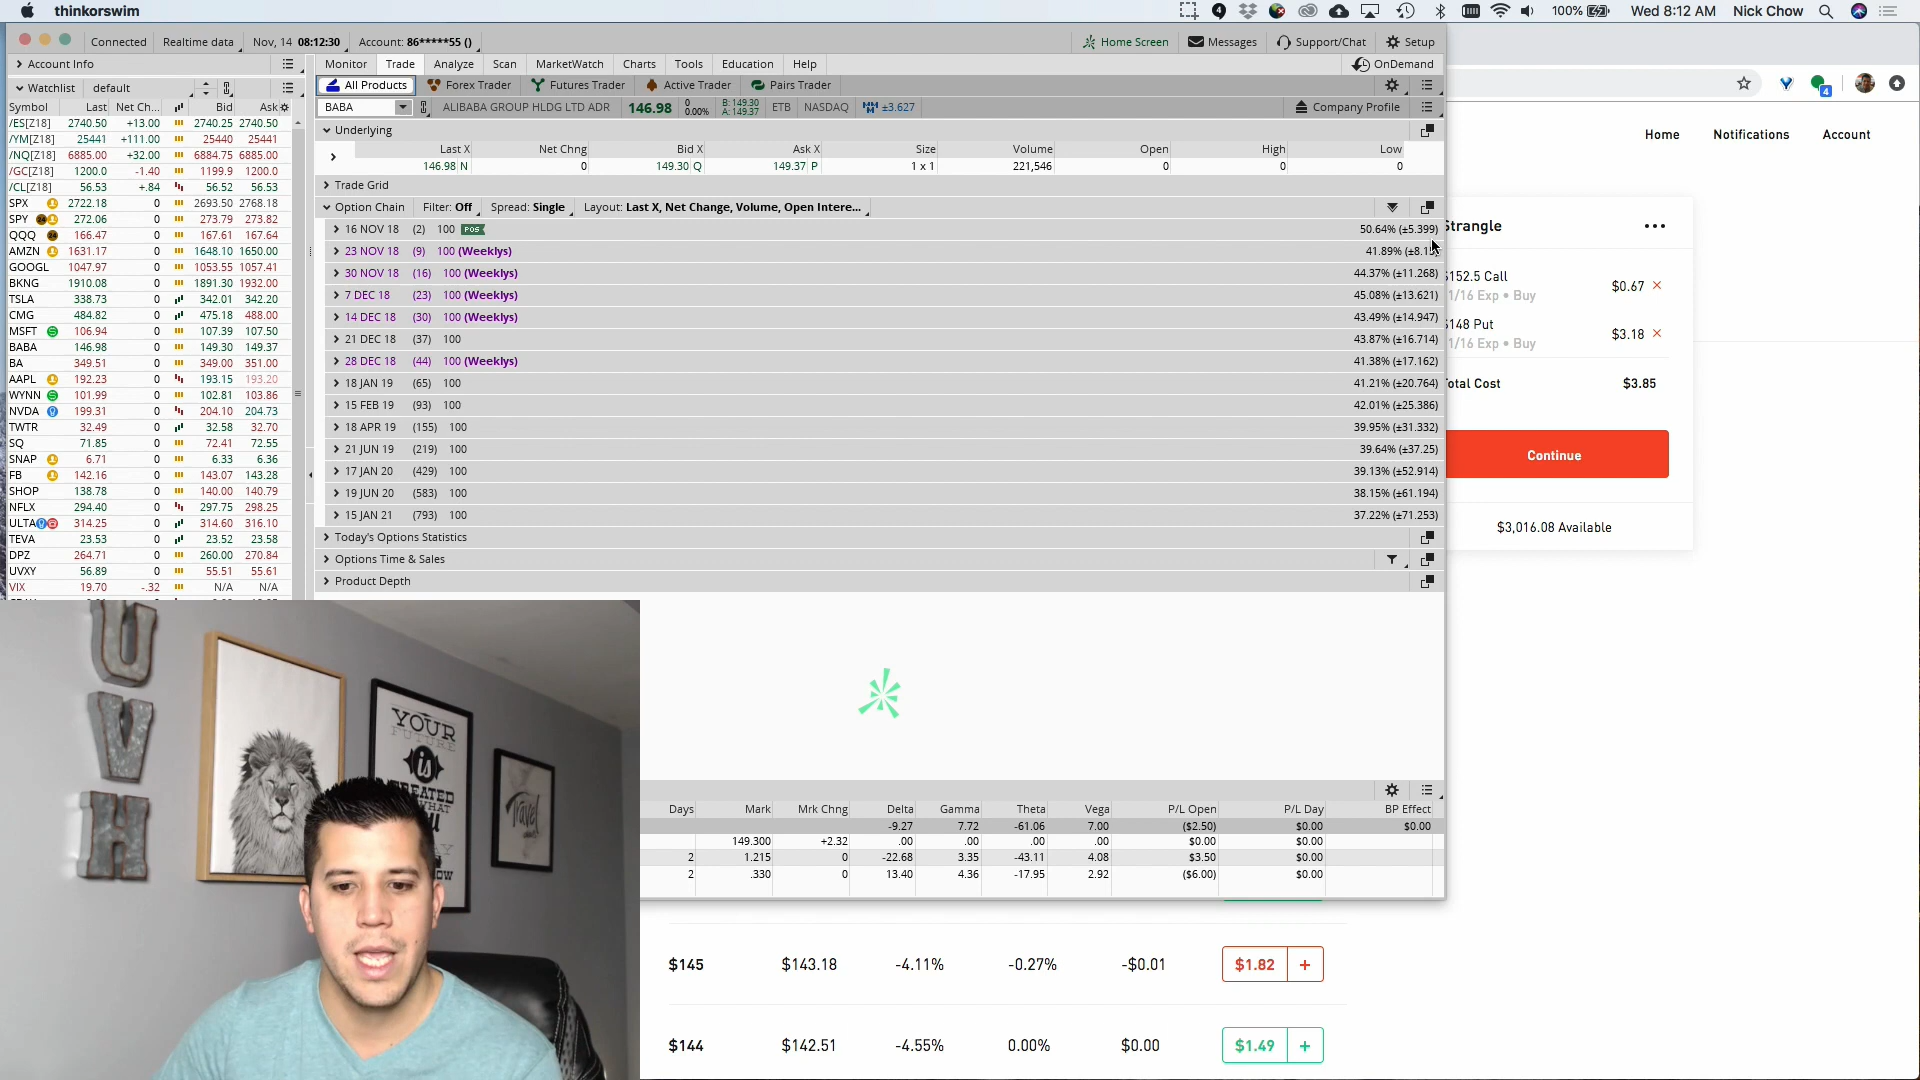 thinkorswim
100%
Wed 8:12 AM
Nick Chow
Connected
Realtime data
Nov, 14 08:12:30
Account: 86*****55 ()
Home Screen
Messages
Support/Chat
Setup
Account Info
Monitor Trade Analyze Scan MarketWatch Charts Tools Education Help
OnDemand
Watchlist default
All Products Forex Trader Futures Trader Active Trader Pairs Trader
Symbol Last Net Ch... Bid Ask
BABA ALIBABA GROUP HLDG LTD ADR 146.98 0 0.00% B: 149.30 A: 149.37 ETB NASDAQ ±3.627 Company Profile
/ES[Z18] 2740.50 +13.00 2740.25 2740.50
/YM[Z18] 25441 +111.00 25440 25441
/NQ[Z18] 6885.00 +32.00 6884.75 6885.00
/GC[Z18] 1200.0 -1.40 1199.9 1200.0
/CL[Z18] 56.53 +.84 56.52 56.53
SPX 2722.18 0 2693.50 2768.18
SPY 272.06 0 273.79 273.82
QQQ 166.47 0 167.61 167.64
AMZN 1631.17 0 1648.10 1650.00
GOOGL 1047.97 0 1053.55 1057.41
BKNG 1910.08 0 1891.30 1932.00
TSLA 338.73 0 342.01 342.20
CMG 484.82 0 475.18 488.00
MSFT 106.94 0 107.39 107.50
BABA 146.98 0 149.30 149.37
BA 349.51 0 349.00 351.00
AAPL 192.23 0 193.15 193.20
WYNN 101.99 0 102.81 103.86
NVDA 199.31 0 204.10 204.73
TWTR 32.49 0 32.58 32.70
SQ 71.85 0 72.41 72.55
SNAP 6.71 0 6.33 6.36
FB 142.16 0 143.07 143.28
SHOP 138.78 0 140.00 140.79
NFLX 294.40 0 297.75 298.25
ULTA 314.25 0 314.60 316.10
TEVA 23.53 0 23.52 23.58
DPZ 264.71 0 260.00 270.84
UVXY 56.89 0 55.51 55.61
VIX 19.70 -.32 N/A N/A
Underlying
Last X Net Chng Bid X Ask X Size Volume Open High Low
146.98 N 0 149.30 Q 149.37 P 1 x 1 221,546 0 0 0
Trade Grid
Option Chain Filter: Off Spread: Single Layout: Last X, Net Change, Volume, Open Intere...
16 NOV 18 (2) 100 POS 50.64% (±5.399)
23 NOV 18 (9) 100 (Weeklys) 41.89% (±8.1
30 NOV 18 (16) 100 (Weeklys) 44.37% (±11.268)
7 DEC 18 (23) 100 (Weeklys) 45.08% (±13.621)
14 DEC 18 (30) 100 (Weeklys) 43.49% (±14.947)
21 DEC 18 (37) 100 43.87% (±16.714)
28 DEC 18 (44) 100 (Weeklys) 41.38% (±17.162)
18 JAN 19 (65) 100 41.21% (±20.764)
15 FEB 19 (93) 100 42.01% (±25.386)
18 APR 19 (155) 100 39.95% (±31.332)
21 JUN 19 (219) 100 39.64% (±37.25)
17 JAN 20 (429) 100 39.13% (±52.914)
19 JUN 20 (583) 100 38.15% (±61.194)
15 JAN 21 (793) 100 37.22% (±71.253)
Today's Options Statistics
Options Time & Sales
Product Depth
4
Home Notifications Account
Strangle
$152.5 Call $0.67
1/16 Exp • Buy
$148 Put $3.18
1/16 Exp • Buy
Total Cost $3.85
Continue
$3,016.08 Available
U
V
H
YOUR
FUTURE
is
CREATED
Travel
Days Mark Mrk Chng Delta Gamma Theta Vega P/L Open P/L Day BP Effect
-9.27 7.72 -61.06 7.00 ($2.50) $0.00 $0.00
149.300 +2.32 .00 .00 .00 .00 $0.00 $0.00
2 1.215 0 -22.68 3.35 -43.11 4.08 $3.50 $0.00
2 .330 0 13.40 4.36 -17.95 2.92 ($6.00) $0.00
$145 $143.18 -4.11% -0.27% -$0.01 $1.82 +
$144 $142.51 -4.55% 0.00% $0.00 $1.49 +